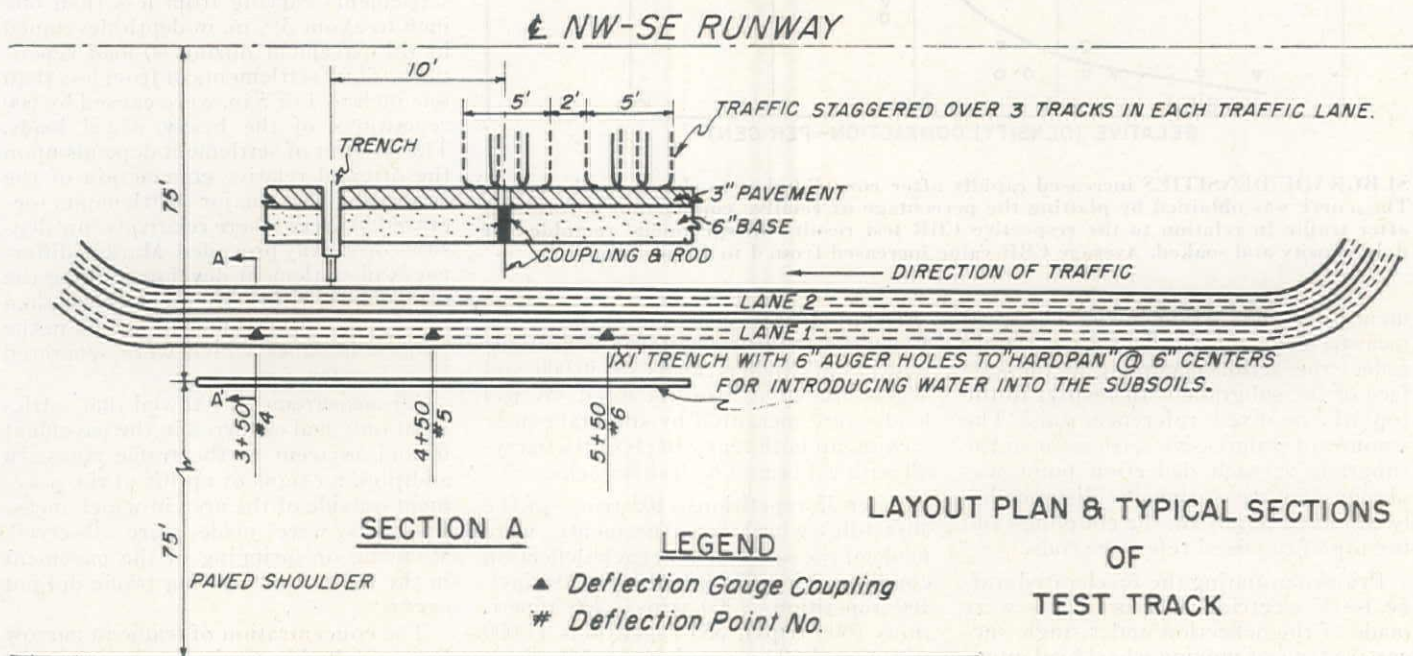 ℄ NW-SE RUNWAY
10'
5' 2' 5'
TRAFFIC STAGGERED OVER 3 TRACKS IN EACH TRAFFIC LANE.
TRENCH
75'
3" PAVEMENT
6" BASE
COUPLING & ROD
A
DIRECTION OF TRAFFIC
LANE 2
LANE 1
1'X1' TRENCH WITH 6" AUGER HOLES TO "HARDPAN" @ 6" CENTERS
FOR INTRODUCING WATER INTO THE SUBSOILS.
A'
3+50
#4
4+50
#5
5+50
#6
75'
SECTION A
PAVED SHOULDER
LEGEND
▲ Deflection Gauge Coupling
# Deflection Point No.
LAYOUT PLAN & TYPICAL SECTIONS
OF
TEST TRACK